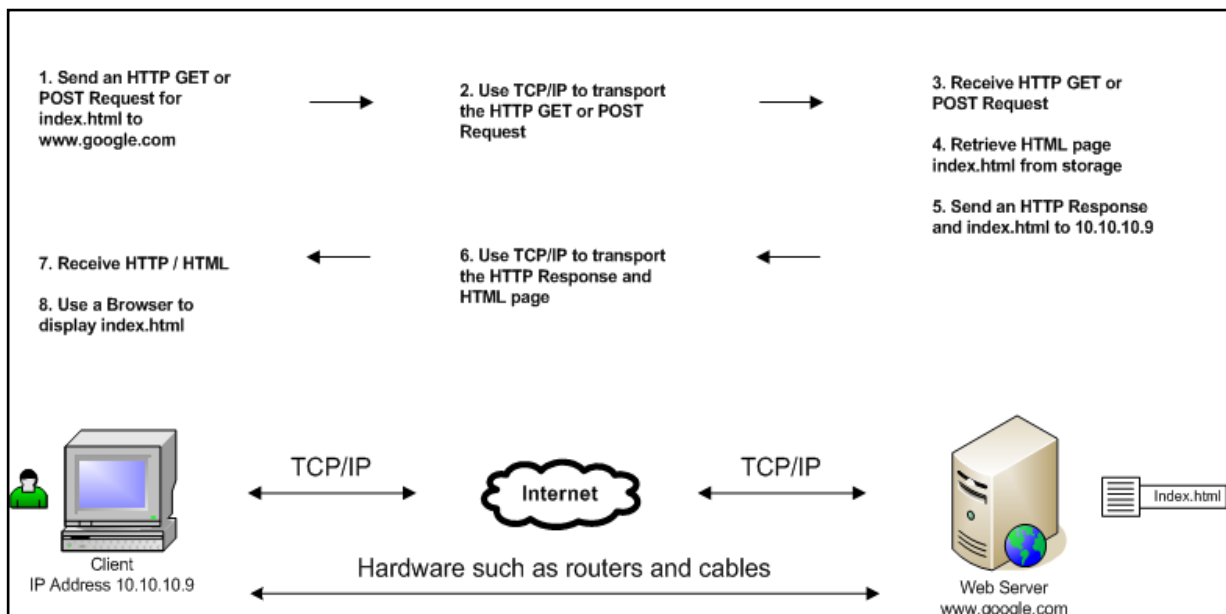 1. Send an HTTP GET or
POST Request for
index.html to
www.google.com
2. Use TCP/IP to transport
the HTTP GET or POST
Request
3. Receive HTTP GET or
POST Request
4. Retrieve HTML page
index.html from storage
5. Send an HTTP Response
and index.html to 10.10.10.9
6. Use TCP/IP to transport
the HTTP Response and
HTML page
7. Receive HTTP / HTML
8. Use a Browser to
display index.html
TCP/IP
Internet
TCP/IP
Index.html
Client
IP Address 10.10.10.9
Hardware such as routers and cables
Web Server
www.google.com